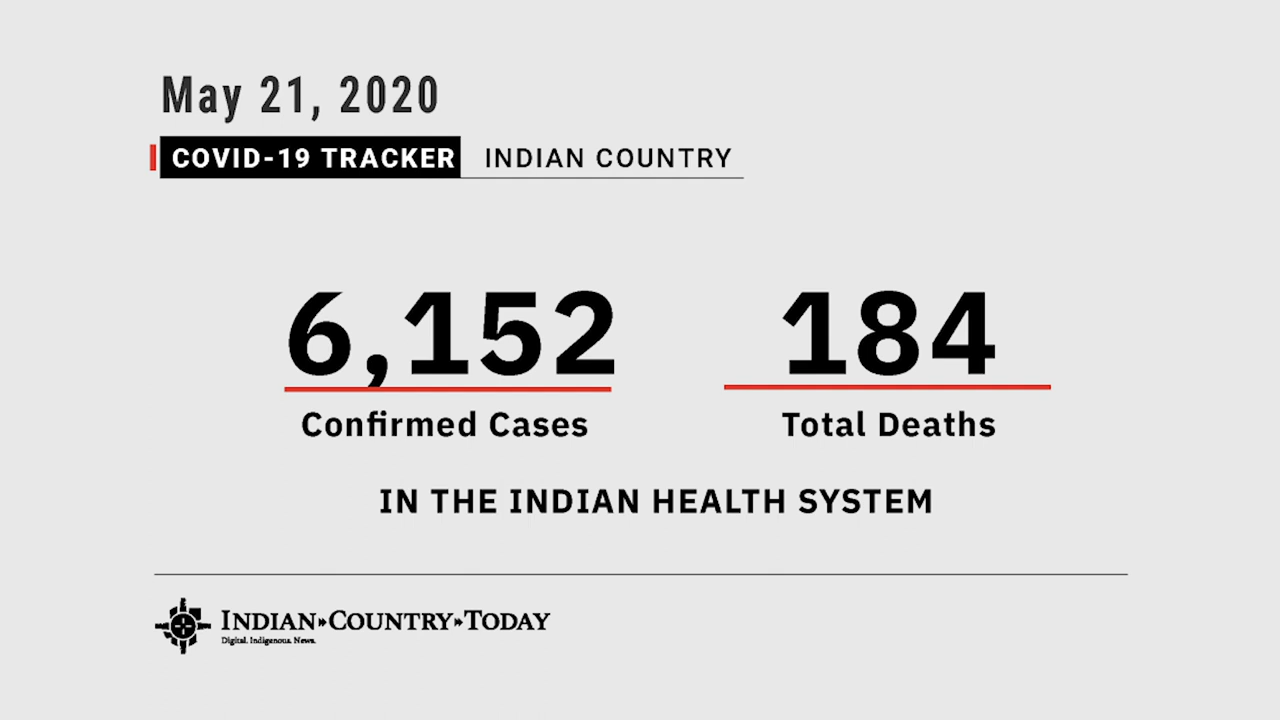 May 21, 2020
COVID-19 TRACKER INDIAN COUNTRY
6,152 184
Confirmed Cases Total Deaths
IN THE INDIAN HEALTH SYSTEM
INDIAN»COUNTRY»TODAY
Digital. Indigenous. News.